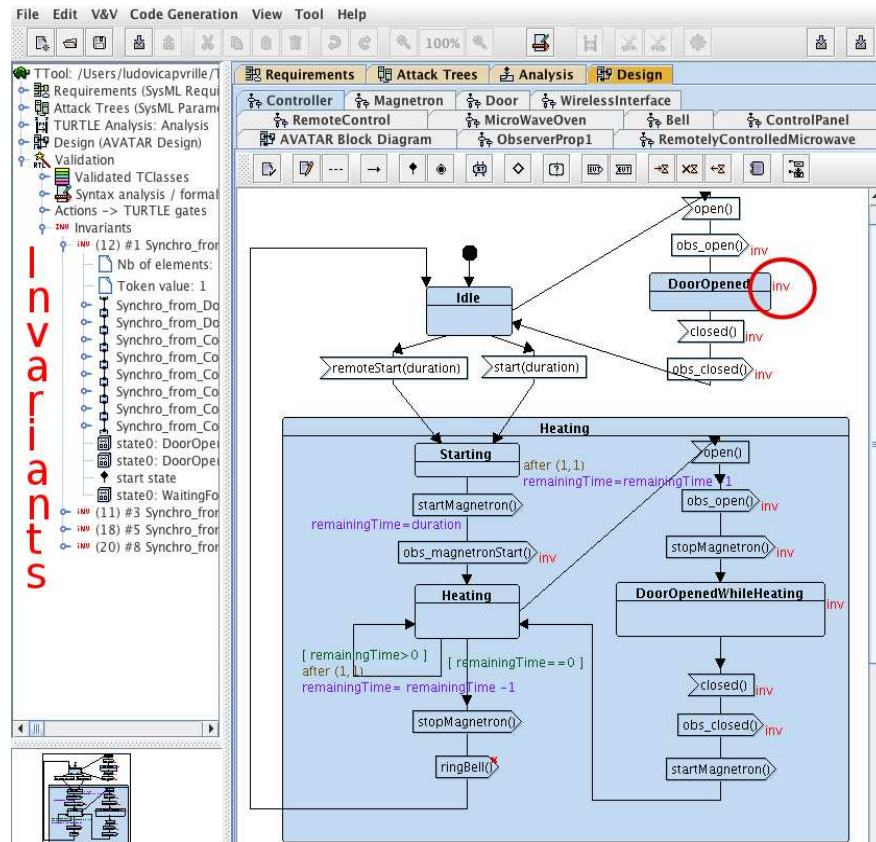 File Edit V&V Code Generation View Tool Help
100%
TTool: /Users/ludovicapvrille/T
Requirements (SysML Requi
Attack Trees (SysML Parame
TURTLE Analysis: Analysis
Design (AVATAR Design)
Validation
Validated TClasses
Syntax analysis / formal
Actions -> TURTLE gates
Invariants
(12) #1 Synchro_fror
Nb of elements:
Token value: 1
Synchro_from_Do
Synchro_from_Do
Synchro_from_Co
Synchro_from_Co
Synchro_from_Co
Synchro_from_Co
Synchro_from_Co
Synchro_from_Co
state0: DoorOpe
state0: DoorOpe
start state
state0: WaitingFo
(11) #3 Synchro_fror
(18) #5 Synchro_fror
(20) #8 Synchro_fror
Invariants
Requirements Attack Trees Analysis Design
Controller Magnetron Door WirelessInterface
RemoteControl MicroWaveOven Bell ControlPanel
AVATAR Block Diagram ObserverProp1 RemotelyControlledMicrowave
open()
obs_open() inv
DoorOpened inv
closed() inv
obs_closed() inv
Idle
remoteStart(duration) start(duration)
Heating
Starting
after (1,1)
remainingTime=remainingTime -1
startMagnetron()
remainingTime=duration
obs_magnetronStart() inv
Heating
[ remainingTime>0 ]
after (1,1)
remainingTime= remainingTime -1
[ remainingTime==0 ]
stopMagnetron()
ringBell()
open()
obs_open() inv
stopMagnetron() inv
DoorOpenedWhileHeating inv
closed() inv
obs_closed() inv
startMagnetron()